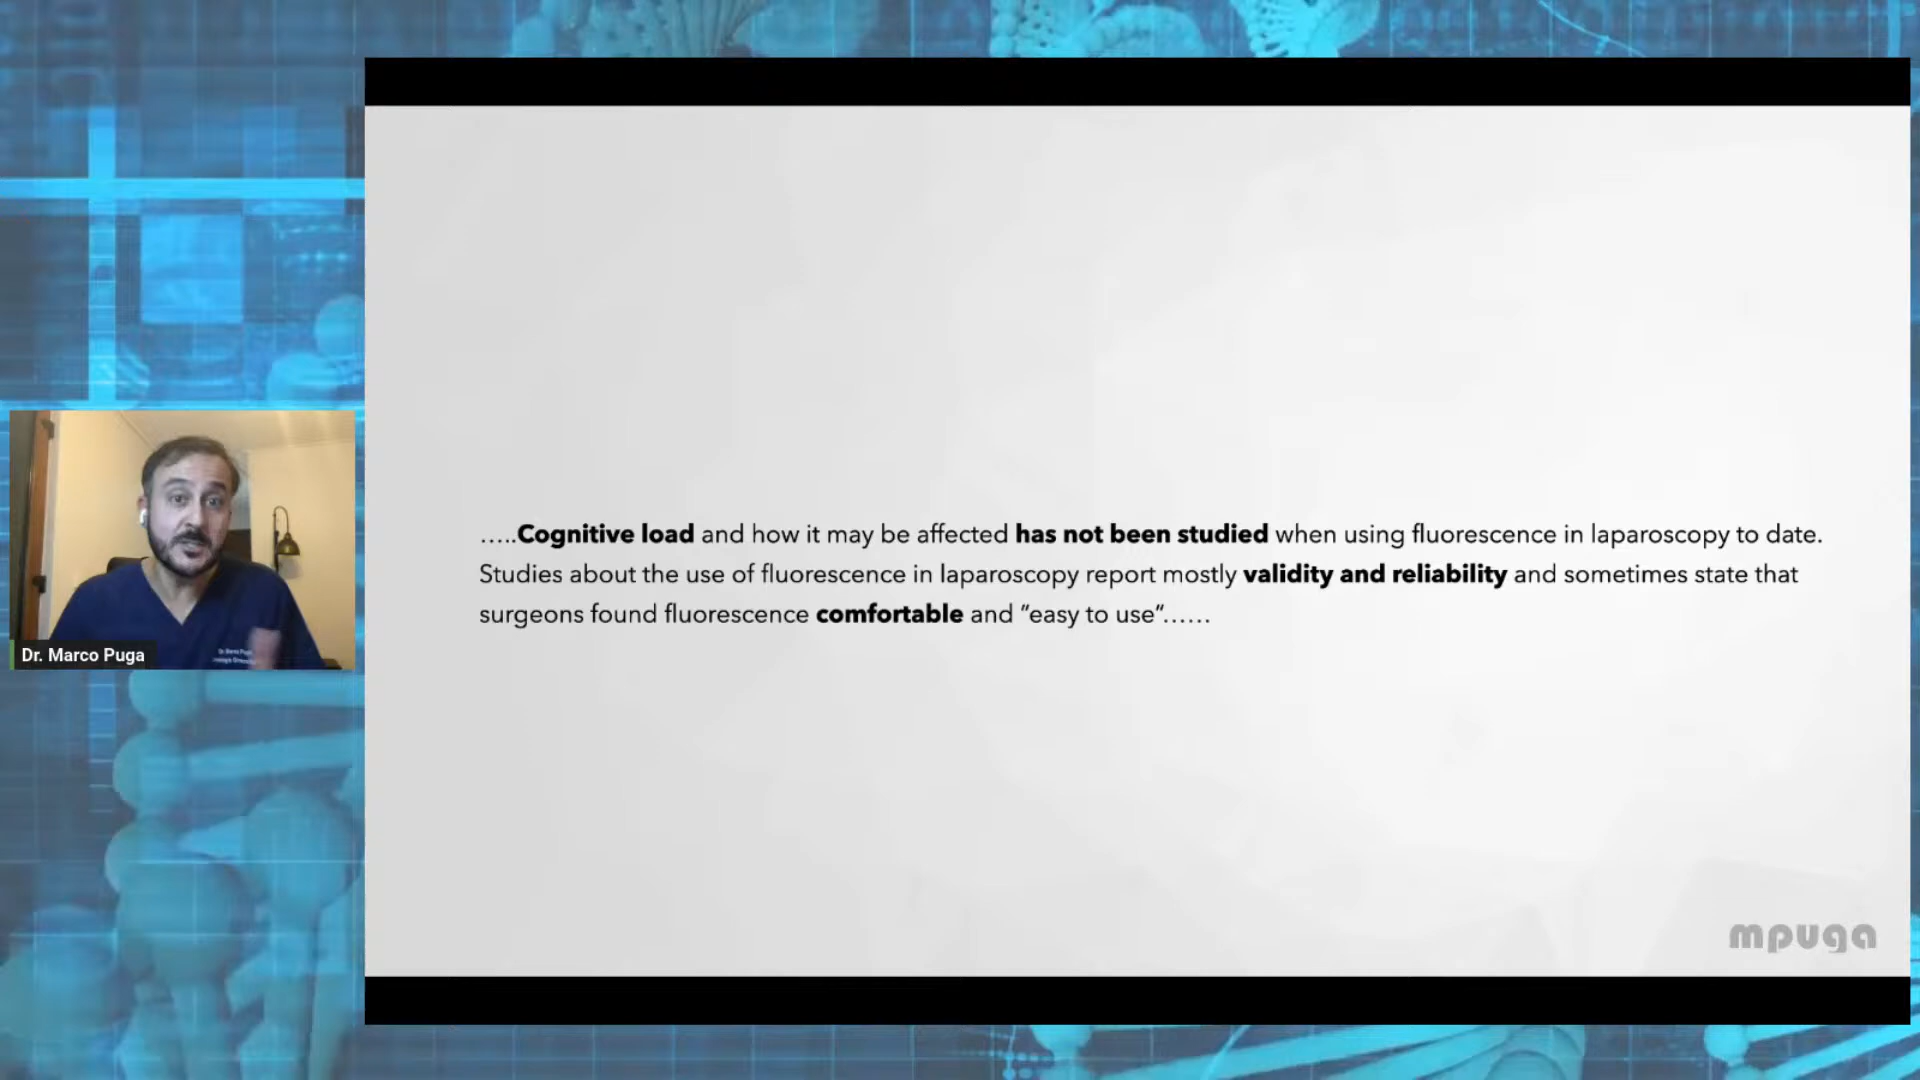 …..Cognitive load and how it may be affected has not been studied when using fluorescence in laparoscopy to date.
Studies about the use of fluorescence in laparoscopy report mostly validity and reliability and sometimes state that
surgeons found fluorescence comfortable and ”easy to use“……
Dr. Marco Puga
mpuga